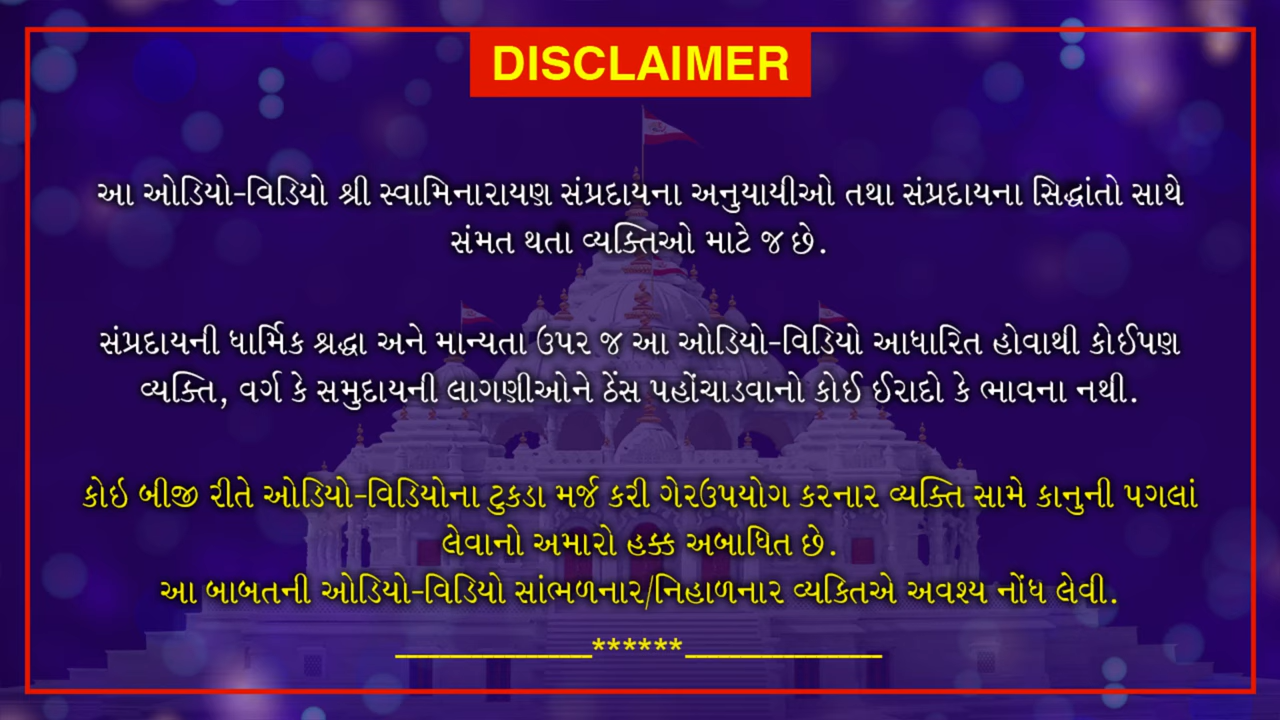 DISCLAIMER
આ ઓડિયો-વિડિયો શ્રી સ્વામિનારાયણ સંપ્રદાયના અનુયાયીઓ તથા સંપ્રદાયના સિદ્ધાંતો સાથે
સંમત થતા વ્યક્તિઓ માટે જ છે.
સંપ્રદાયની ધાર્મિક શ્રદ્ધા અને માન્યતા ઉપર જ આ ઓડિયો-વિડિયો આધારિત હોવાથી કોઈપણ
વ્યક્તિ, વર્ગ કે સમુદાયની લાગણીઓને ઠેંસ પહોંચાડવાનો કોઈ ઈરાદો કે ભાવના નથી.
કોઇ બીજી રીતે ઓડિયો-વિડિયોના ટુકડા મર્જ કરી ગેરઉપયોગ કરનાર વ્યક્તિ સામે કાનુની પગલાં
લેવાનો અમારો હક્ક અબાધિત છે.
આ બાબતની ઓડિયો-વિડિયો સાંભળનાર/નિહાળનાર વ્યકિતએ અવશ્ય નોંધ લેવી.
______________******______________